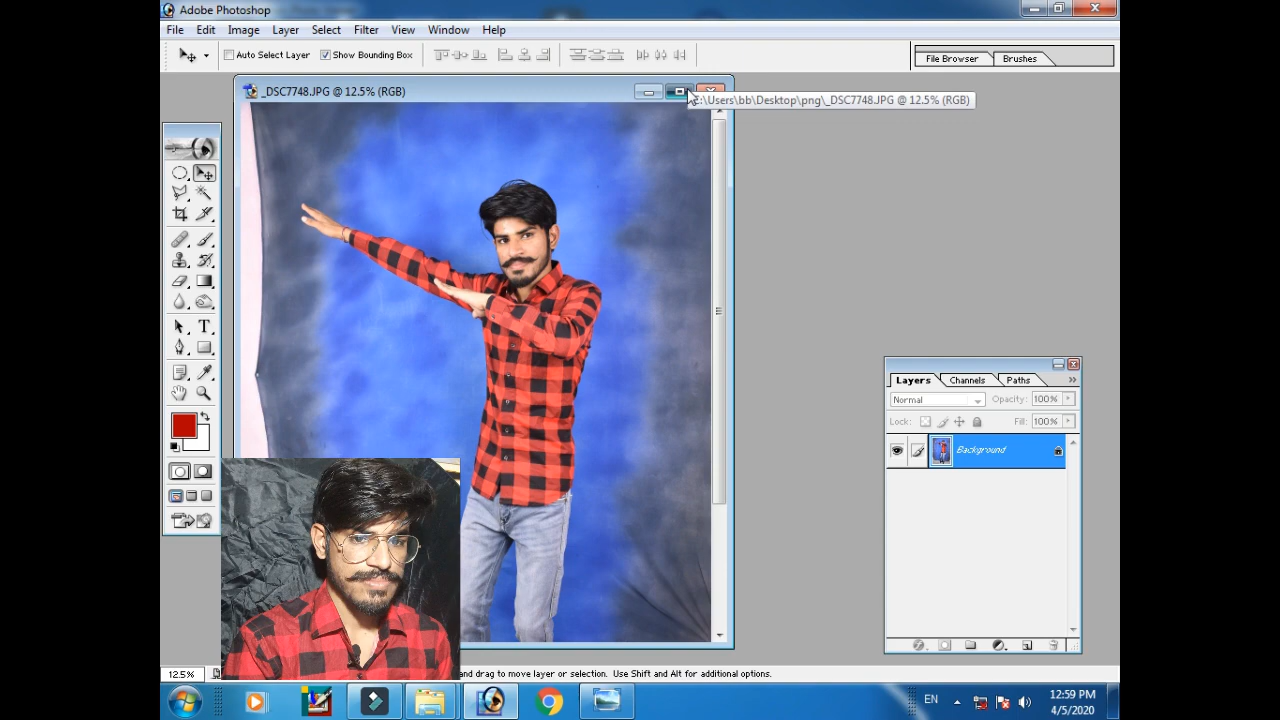 Adobe Photoshop
File Edit Image Layer Select Filter View Window Help
Auto Select Layer Show Bounding Box File Browser Brushes
_DSC7748.JPG @ 12.5% (RGB)
:\Users\bb\Desktop\png\_DSC7748.JPG @ 12.5% (RGB)
T
Layers Channels Paths
Normal Opacity: 100%
Lock: Fill: 100%
Background
12.5% and drag to move layer or selection. Use Shift and Alt for additional options.
EN 12:59 PM
4/5/2020